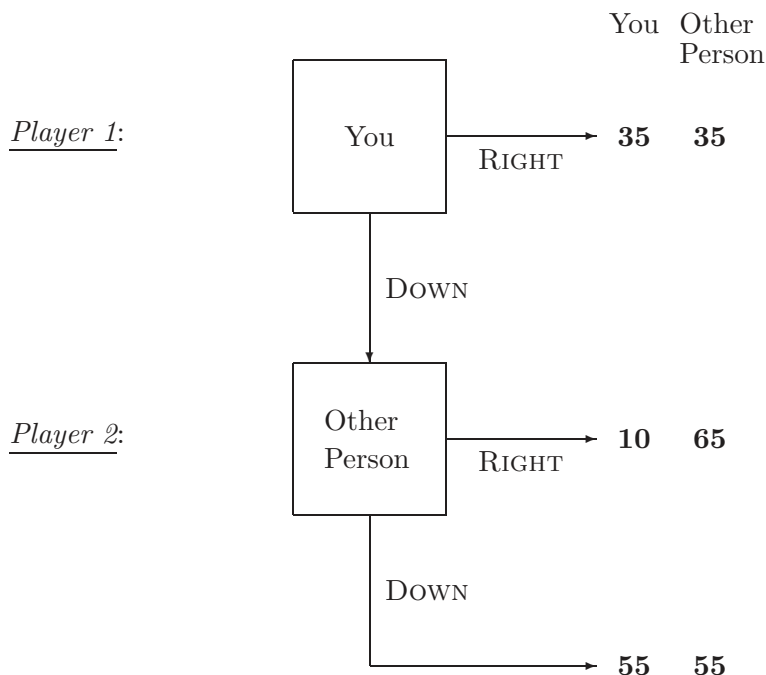 You Other
Person
Player 1:
You
35 35
RIGHT
DOWN
Player 2:
Other
Person
10 65
RIGHT
DOWN
55 55